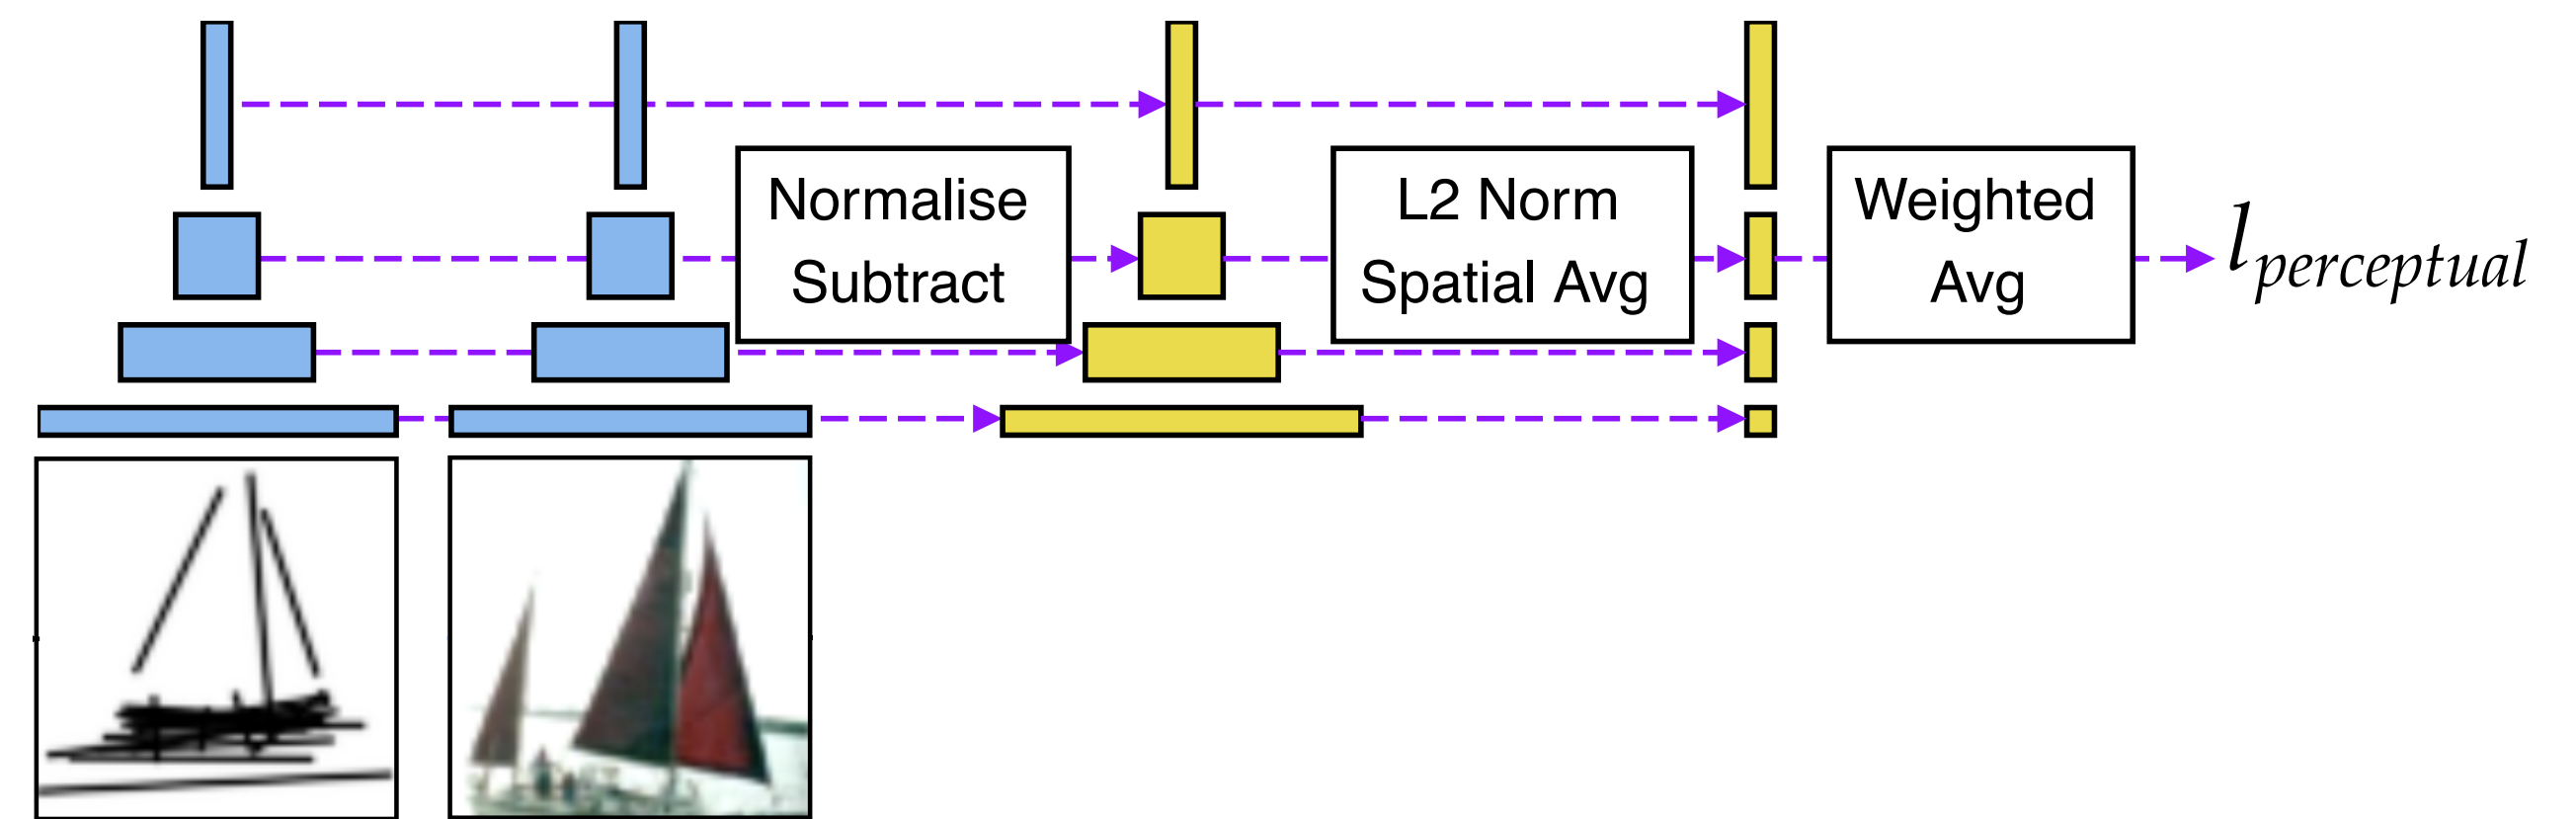 Normalise
Subtract
L2 Norm
Spatial Avg
Weighted
Avg
l_perceptual